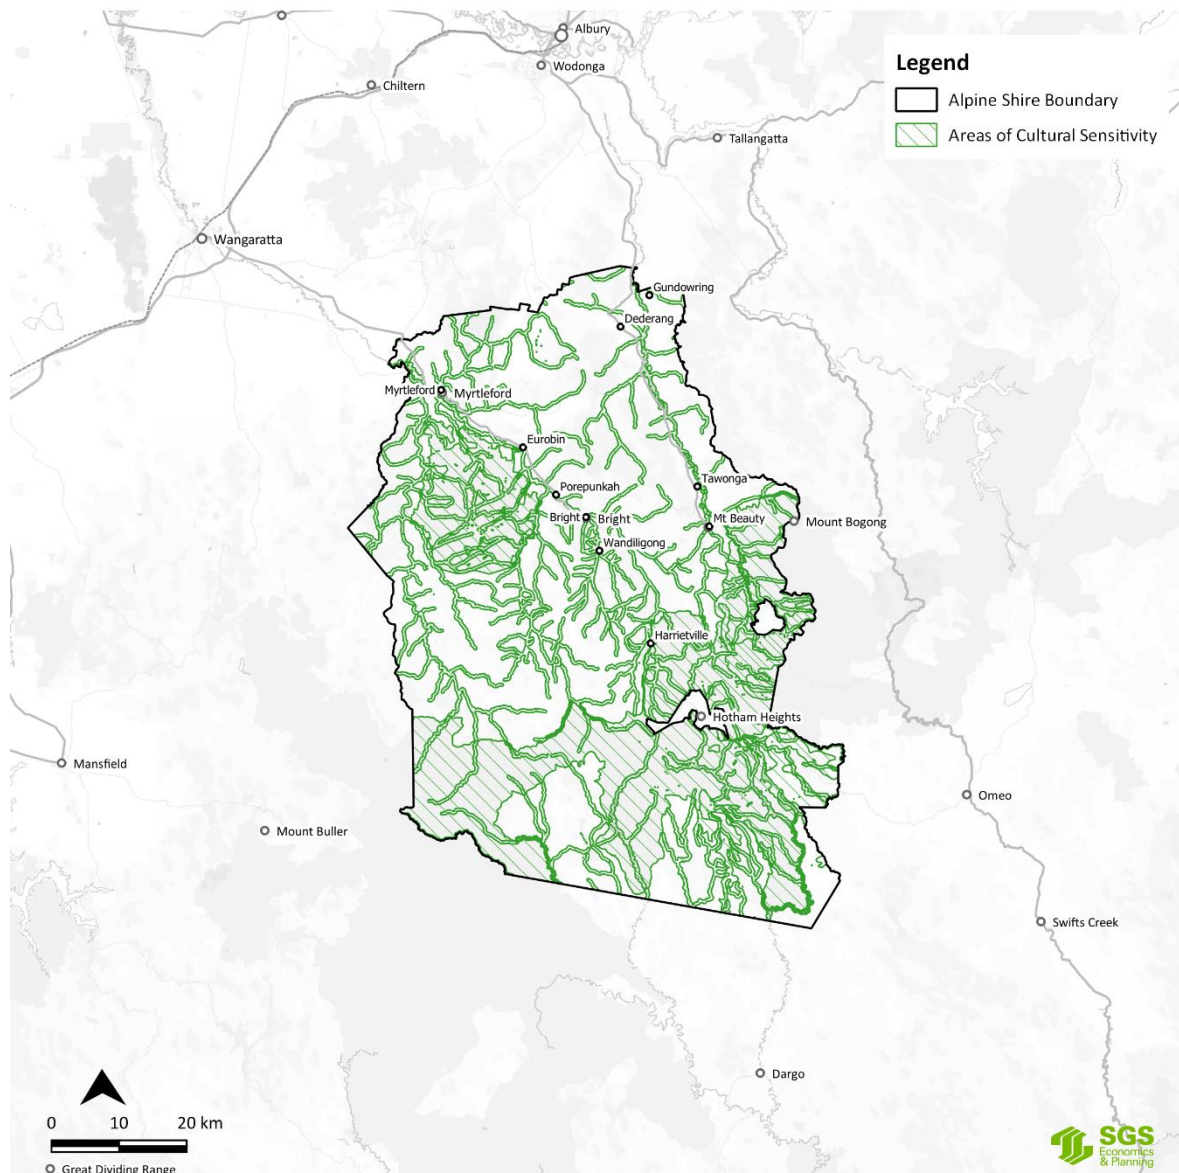 Albury
Wodonga
Chiltern
Legend
Alpine Shire Boundary
Areas of Cultural Sensitivity
Tallangatta
Wangaratta
Gundowring
Dederang
Myrtleford
Myrtleford
Eurobin
Tawonga
Porepunkah
Bright
Bright
Mt Beauty
Mount Bogong
Wandiligong
Harrietville
Hotham Heights
Mansfield
Omeo
Mount Buller
Swifts Creek
Dargo
0 10 20 km
Great Dividing Range
SGS
Economics
& Planning